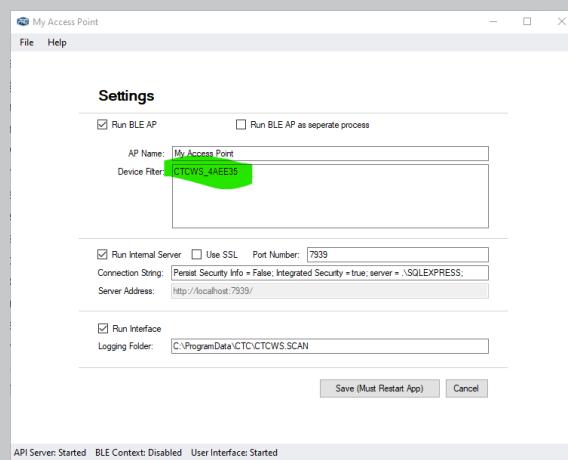 My Access Point
File Help
Settings
Run BLE AP Run BLE AP as seperate process
AP Name: My Access Point
Device Filter: CTCWS_4AEE35
Run Internal Server Use SSL Port Number: 7939
Connection String: Persist Security Info = False; Integrated Security = true; server = .\SQLEXPRESS;
Server Address: http://localhost:7939/
Run Interface
Logging Folder: C:\ProgramData\CTC\CTCWS.SCAN
Save (Must Restart App) Cancel
API Server: Started BLE Context: Disabled User Interface: Started